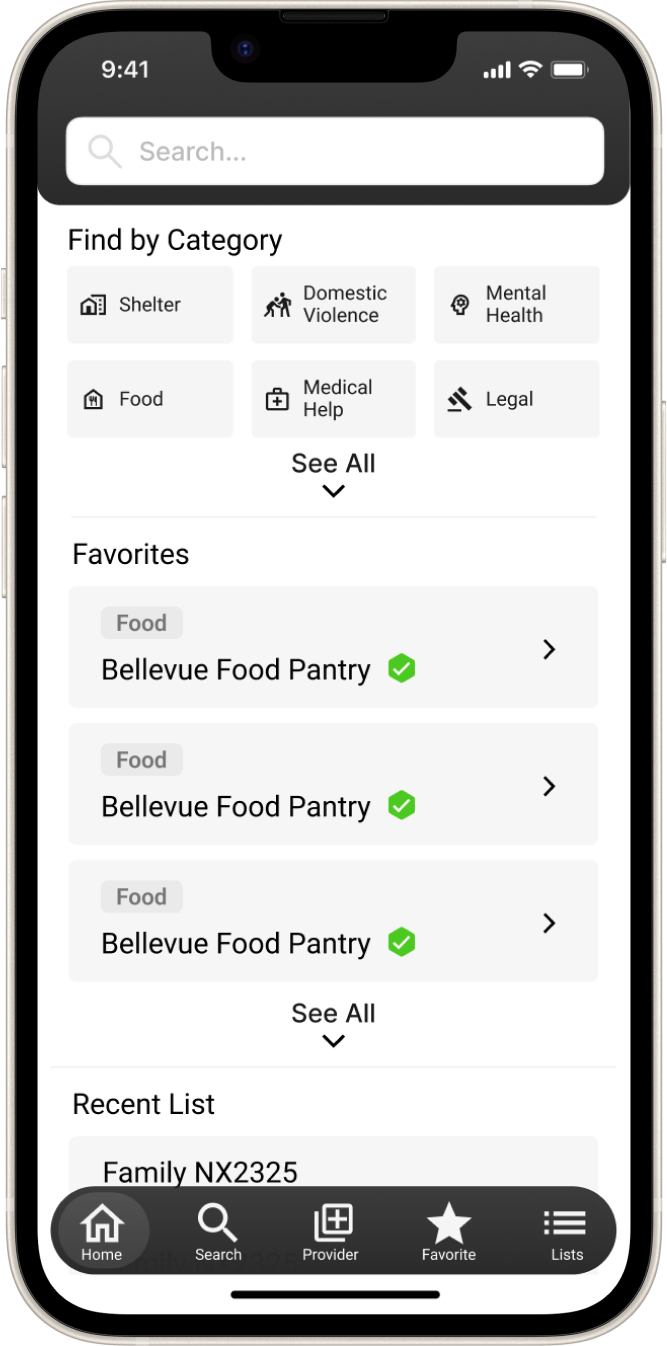 9:41
Search...
Find by Category
Shelter
Domestic
Violence
Mental
Health
Food
Medical
Help
Legal
See All
Favorites
Food
Bellevue Food Pantry
Food
Bellevue Food Pantry
Food
Bellevue Food Pantry
See All
Recent List
Family NX2325
Home
Search
Provider
Favorite
Lists